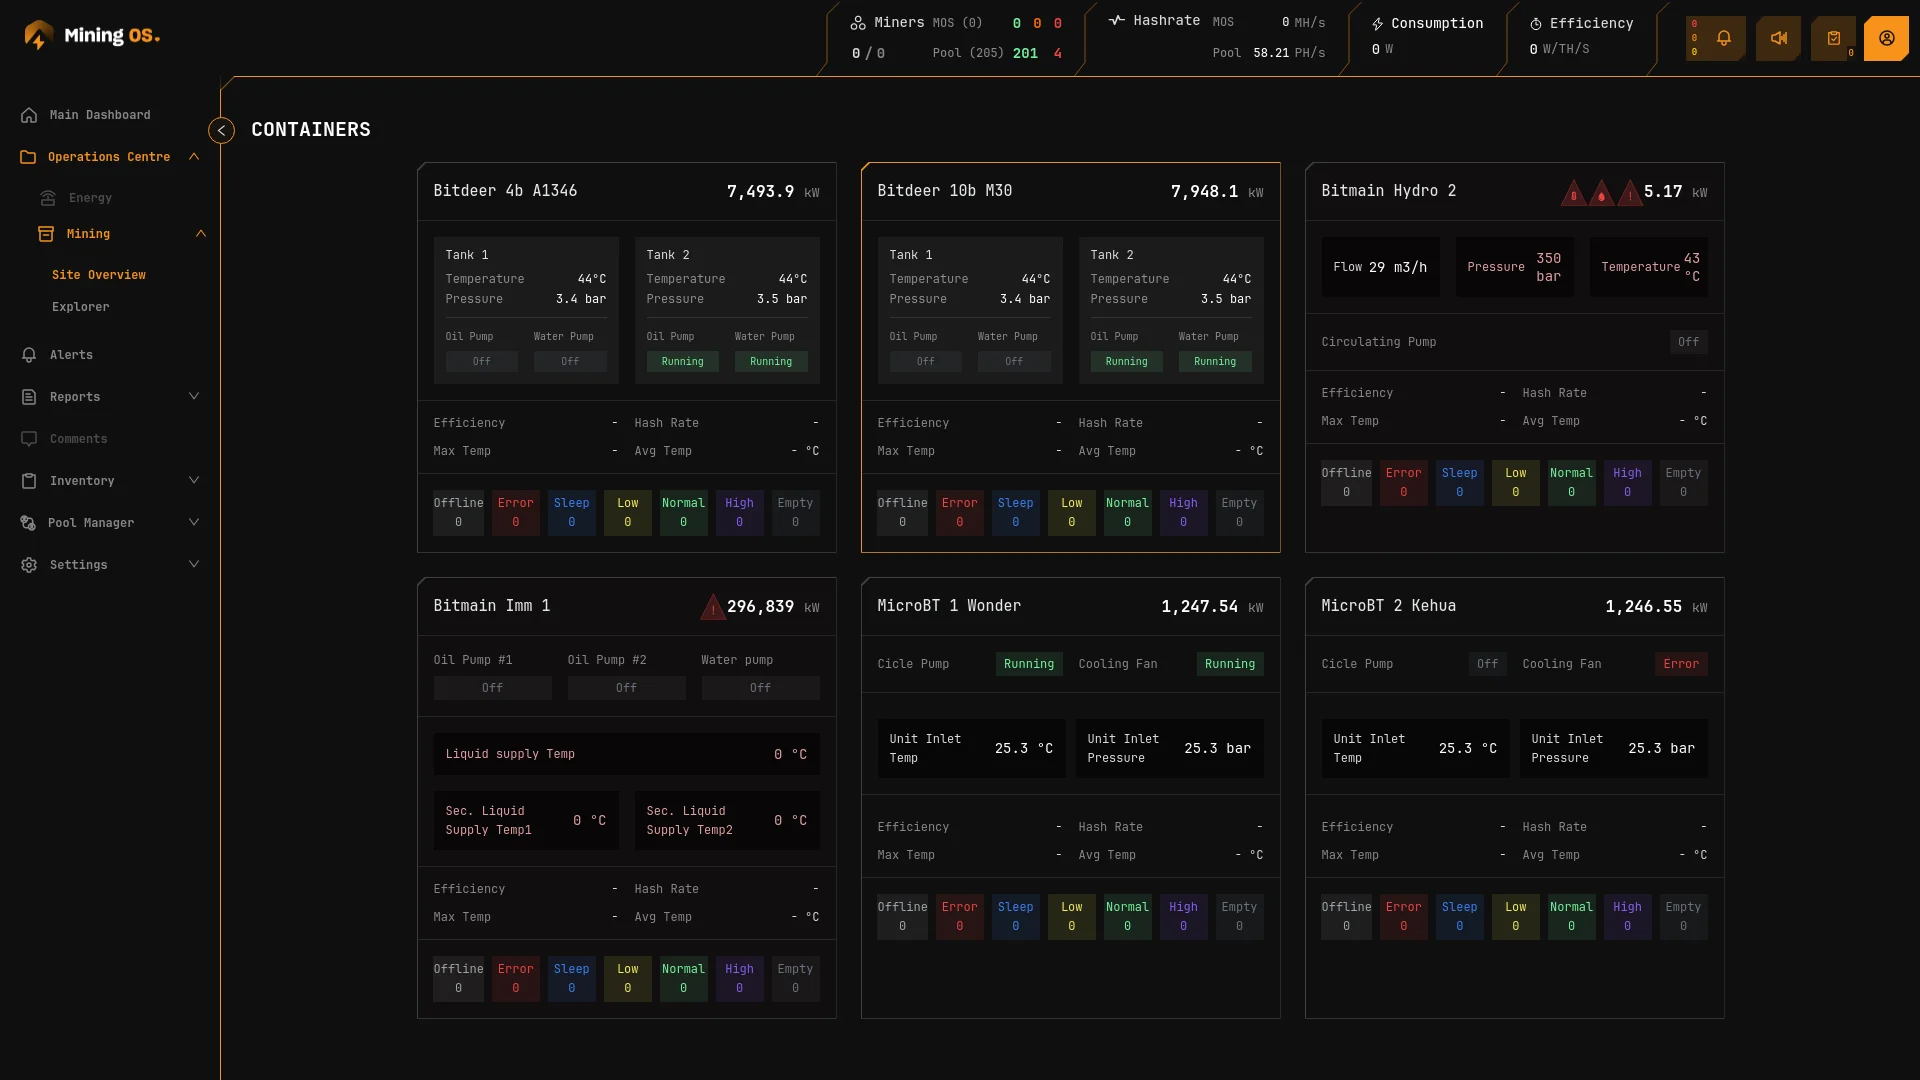 Mining OS.
Miners MOS (0) 0 0 0
0 / 0 Pool (205) 201 4
Hashrate MOS 0 MH/s
Pool 58.21 PH/s
Consumption
0 W
Efficiency
0 W/TH/S
0
0
0
0
Main Dashboard
Operations Centre
Energy
Mining
Site Overview
Explorer
Alerts
Reports
Comments
Inventory
Pool Manager
Settings
CONTAINERS
Bitdeer 4b A1346 7,493.9 kW
Tank 1
Temperature 44°C
Pressure 3.4 bar
Oil Pump Water Pump
Off Off
Tank 2
Temperature 44°C
Pressure 3.5 bar
Oil Pump Water Pump
Running Running
Efficiency - Hash Rate -
Max Temp - Avg Temp - °C
Offline Error Sleep Low Normal High Empty
0 0 0 0 0 0 0
Bitdeer 10b M30 7,948.1 kW
Tank 1
Temperature 44°C
Pressure 3.4 bar
Oil Pump Water Pump
Off Off
Tank 2
Temperature 44°C
Pressure 3.5 bar
Oil Pump Water Pump
Running Running
Efficiency - Hash Rate -
Max Temp - Avg Temp - °C
Offline Error Sleep Low Normal High Empty
0 0 0 0 0 0 0
Bitmain Hydro 2 5.17 kW
Flow 29 m3/h
Pressure 350 bar
Temperature 43 °C
Circulating Pump Off
Efficiency - Hash Rate -
Max Temp - Avg Temp - °C
Offline Error Sleep Low Normal High Empty
0 0 0 0 0 0 0
Bitmain Imm 1 296,839 kW
Oil Pump #1 Oil Pump #2 Water pump
Off Off Off
Liquid supply Temp 0 °C
Sec. Liquid
Supply Temp1 0 °C
Sec. Liquid
Supply Temp2 0 °C
Efficiency - Hash Rate -
Max Temp - Avg Temp - °C
Offline Error Sleep Low Normal High Empty
0 0 0 0 0 0 0
MicroBT 1 Wonder 1,247.54 kW
Cicle Pump Running Cooling Fan Running
Unit Inlet
Temp 25.3 °C
Unit Inlet
Pressure 25.3 bar
Efficiency - Hash Rate -
Max Temp - Avg Temp - °C
Offline Error Sleep Low Normal High Empty
0 0 0 0 0 0 0
MicroBT 2 Kehua 1,246.55 kW
Cicle Pump Off Cooling Fan Error
Unit Inlet
Temp 25.3 °C
Unit Inlet
Pressure 25.3 bar
Efficiency - Hash Rate -
Max Temp - Avg Temp - °C
Offline Error Sleep Low Normal High Empty
0 0 0 0 0 0 0